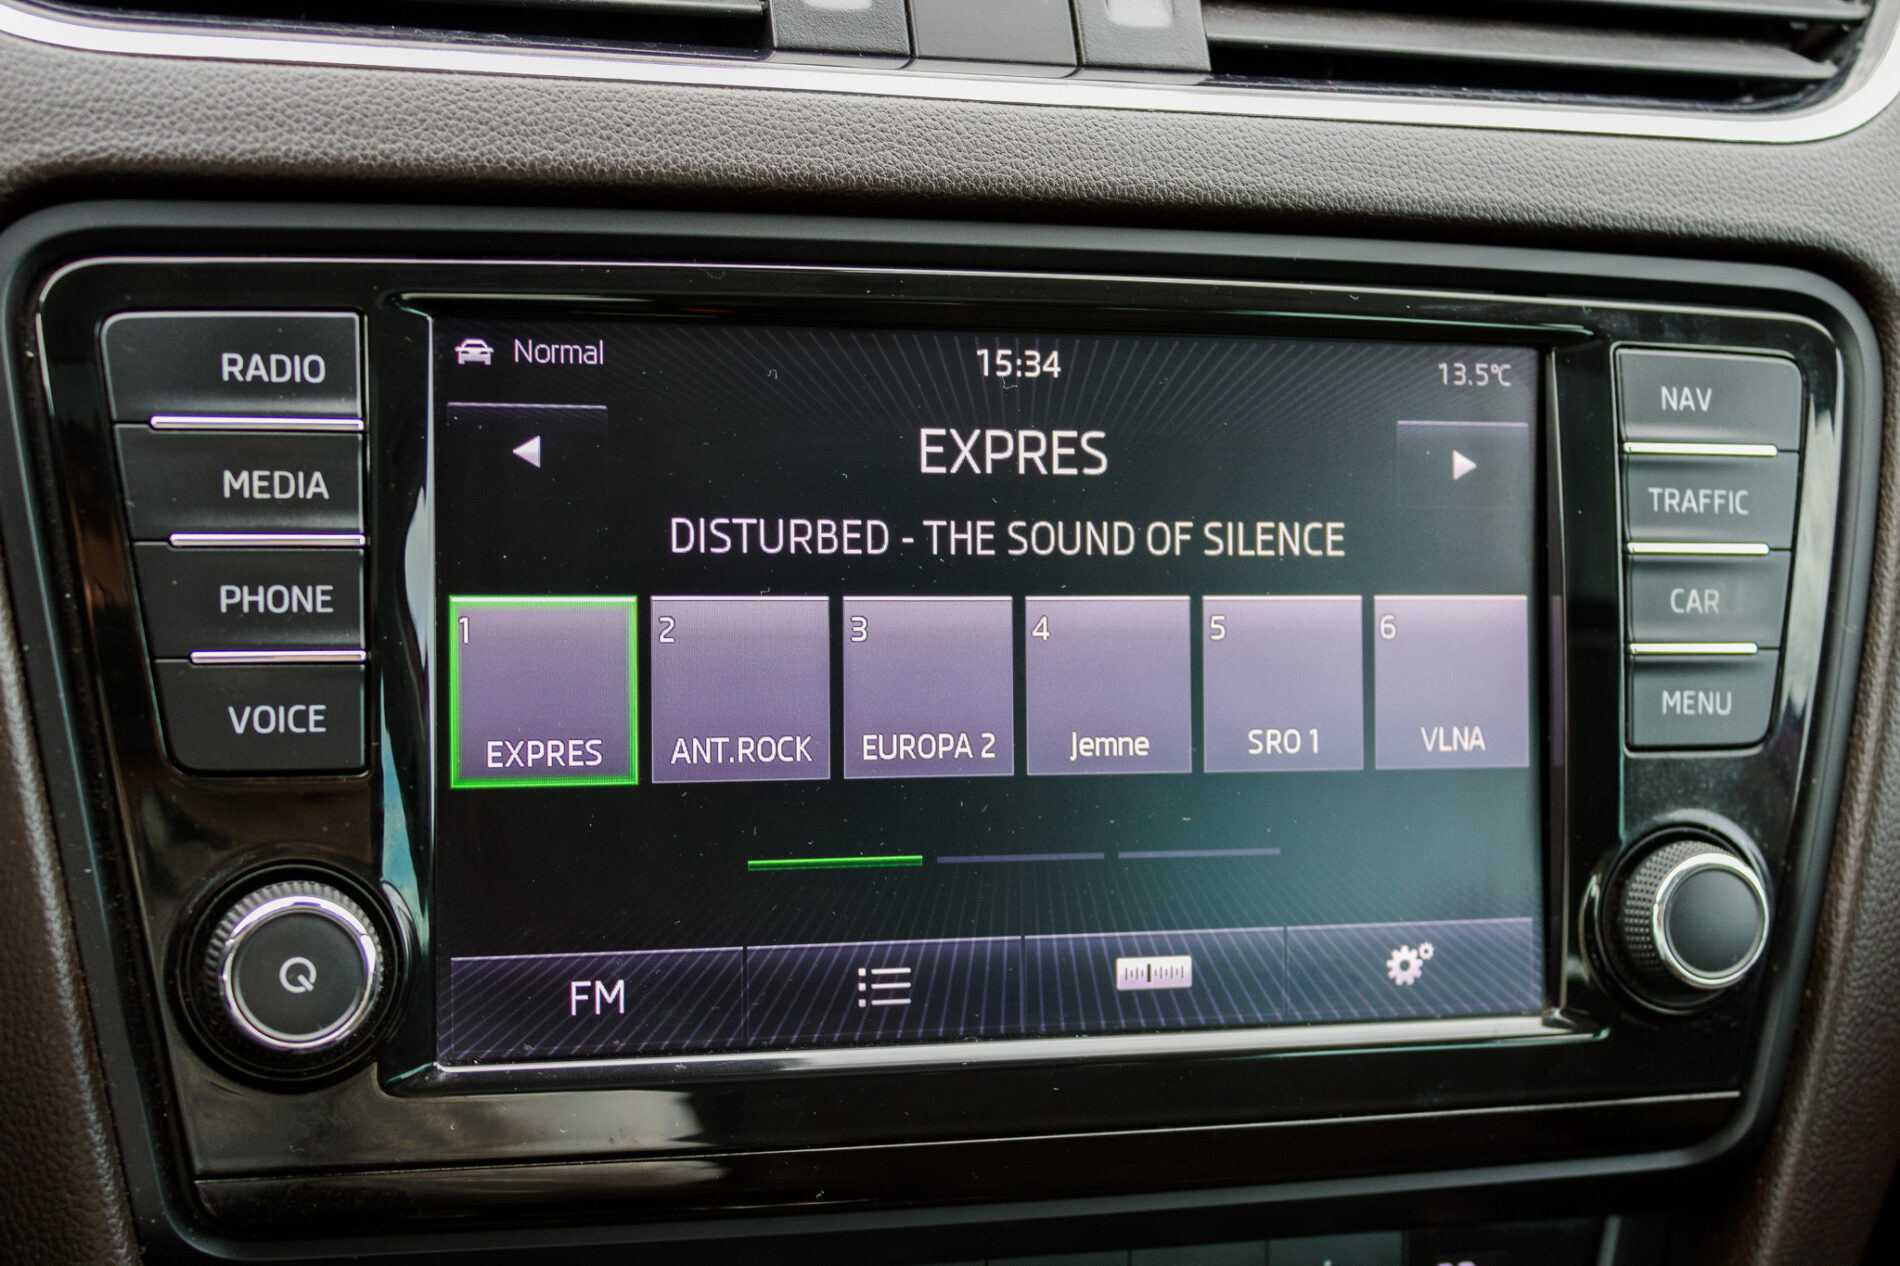 RADIO
MEDIA
PHONE
VOICE
Normal
15:34
13.5°C
EXPRES
DISTURBED - THE SOUND OF SILENCE
1
EXPRES
2
ANT.ROCK
3
EUROPA 2
4
Jemne
5
SRO 1
6
VLNA
FM
NAV
TRAFFIC
CAR
MENU